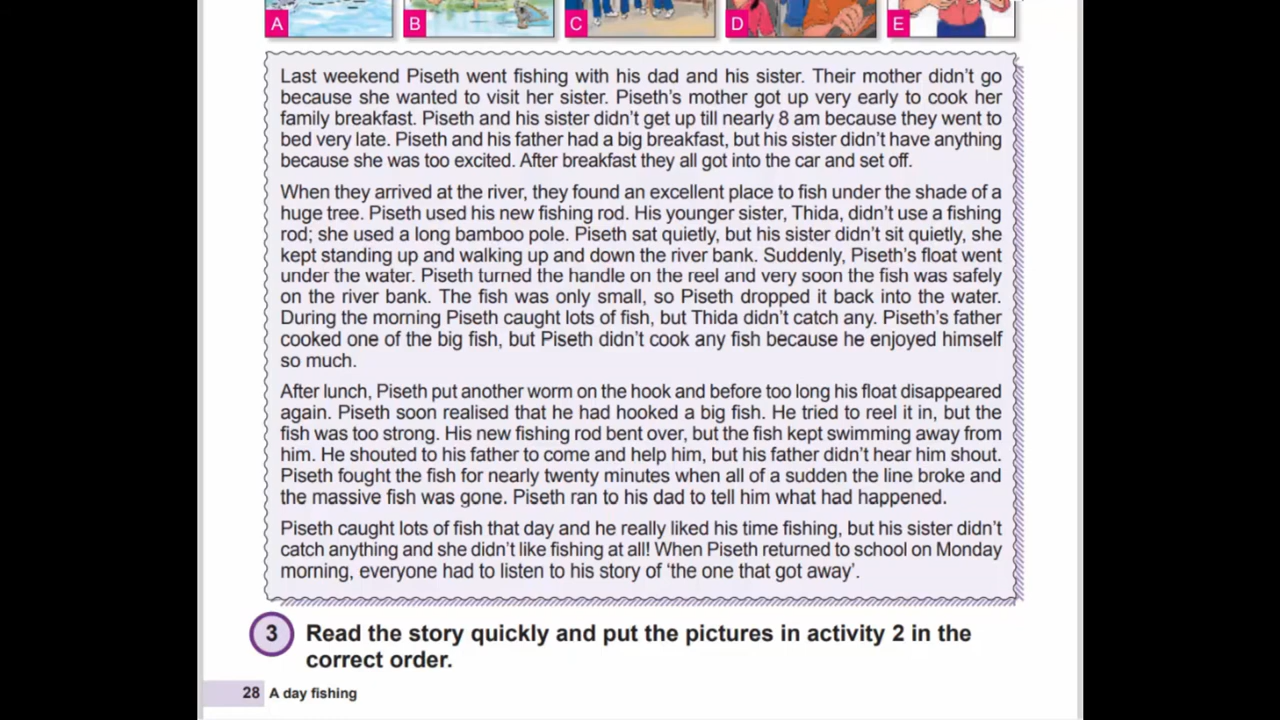 A
B
C
D
E
Last weekend Piseth went fishing with his dad and his sister. Their mother didn't go
because she wanted to visit her sister. Piseth's mother got up very early to cook her
family breakfast. Piseth and his sister didn't get up till nearly 8 am because they went to
bed very late. Piseth and his father had a big breakfast, but his sister didn't have anything
because she was too excited. After breakfast they all got into the car and set off.
When they arrived at the river, they found an excellent place to fish under the shade of a
huge tree. Piseth used his new fishing rod. His younger sister, Thida, didn't use a fishing
rod; she used a long bamboo pole. Piseth sat quietly, but his sister didn't sit quietly, she
kept standing up and walking up and down the river bank. Suddenly, Piseth's float went
under the water. Piseth turned the handle on the reel and very soon the fish was safely
on the river bank. The fish was only small, so Piseth dropped it back into the water.
During the morning Piseth caught lots of fish, but Thida didn't catch any. Piseth's father
cooked one of the big fish, but Piseth didn't cook any fish because he enjoyed himself
so much.
After lunch, Piseth put another worm on the hook and before too long his float disappeared
again. Piseth soon realised that he had hooked a big fish. He tried to reel it in, but the
fish was too strong. His new fishing rod bent over, but the fish kept swimming away from
him. He shouted to his father to come and help him, but his father didn't hear him shout.
Piseth fought the fish for nearly twenty minutes when all of a sudden the line broke and
the massive fish was gone. Piseth ran to his dad to tell him what had happened.
Piseth caught lots of fish that day and he really liked his time fishing, but his sister didn't
catch anything and she didn't like fishing at all! When Piseth returned to school on Monday
morning, everyone had to listen to his story of 'the one that got away'.
3 Read the story quickly and put the pictures in activity 2 in the
correct order.
28 A day fishing